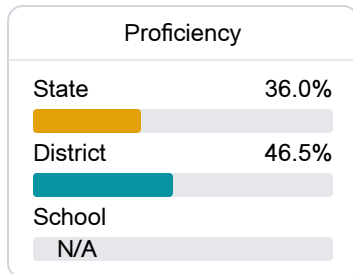 Proficiency
State 36.0%
District 46.5%
School
N/A